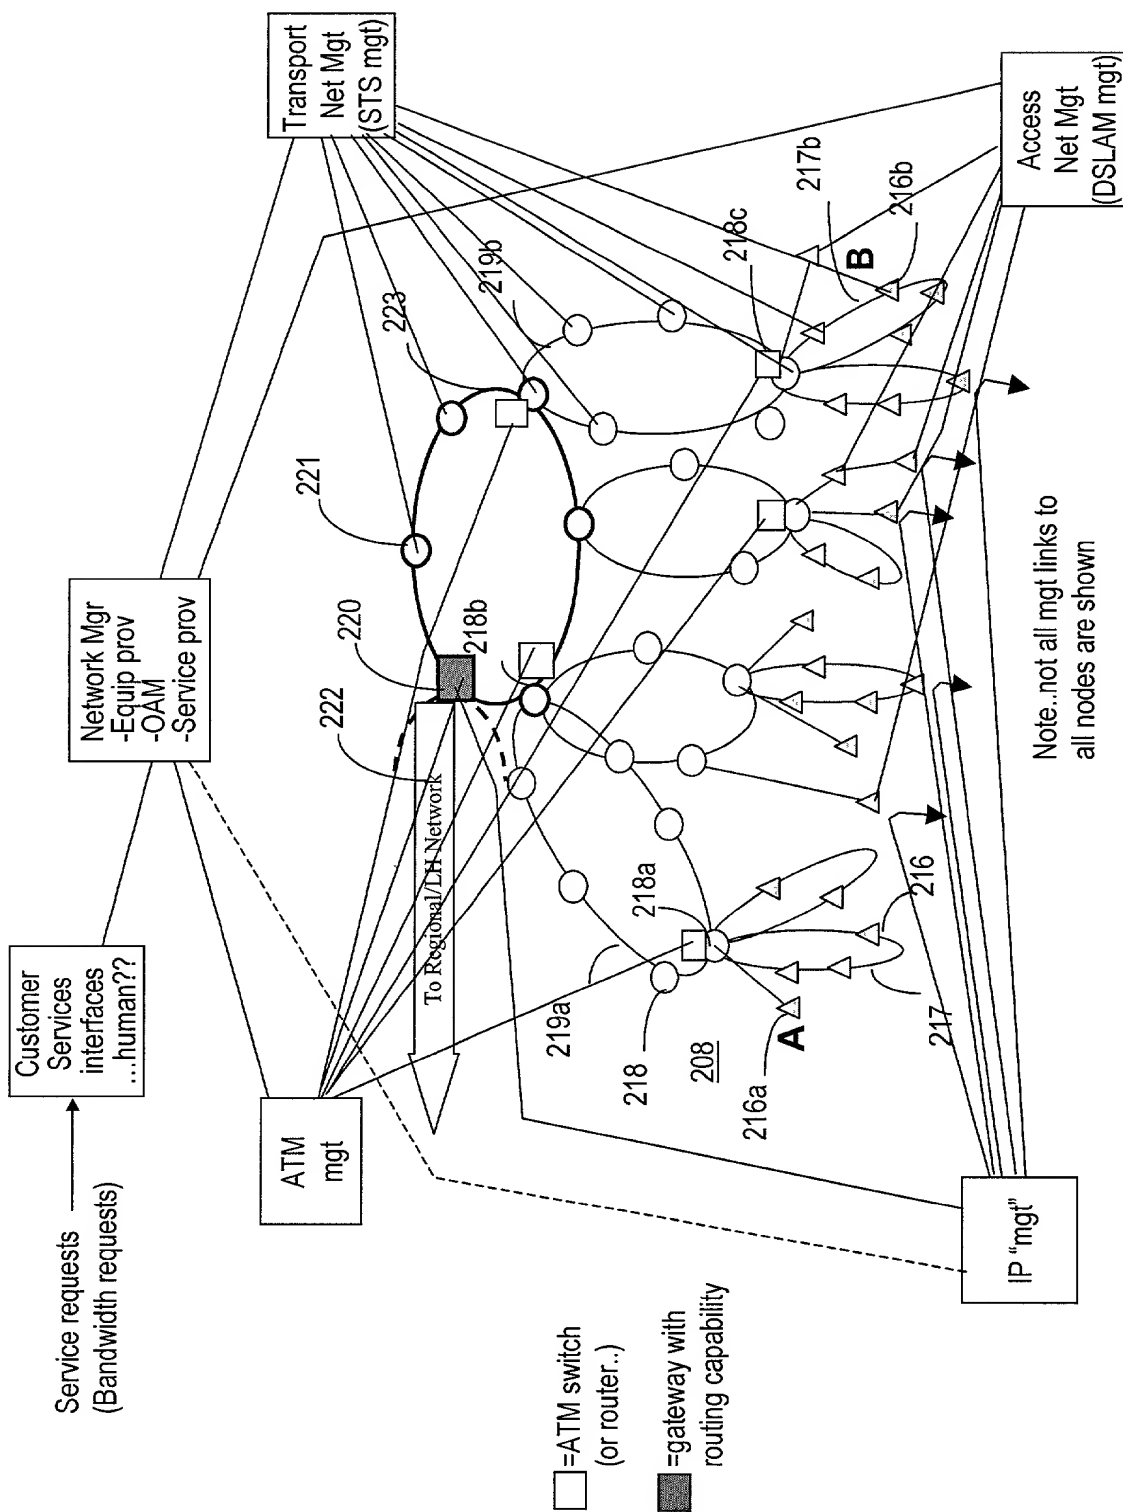 Service requests
(Bandwidth requests)
Customer
Services
interfaces
...human??
Network Mgr
-Equip prov
-OAM
-Service prov
Transport
Net Mgt
(STS mgt)
ATM
mgt
To Regional/LH Network
222
220
218b
221
223
219b
219a
218
208
218a
216a
A
216
217
218c
217b
B
216b
Access
Net Mgt
(DSLAM mgt)
IP “mgt”
Note..not all mgt links to
all nodes are shown
=ATM switch
(or router..)
=gateway with
routing capability